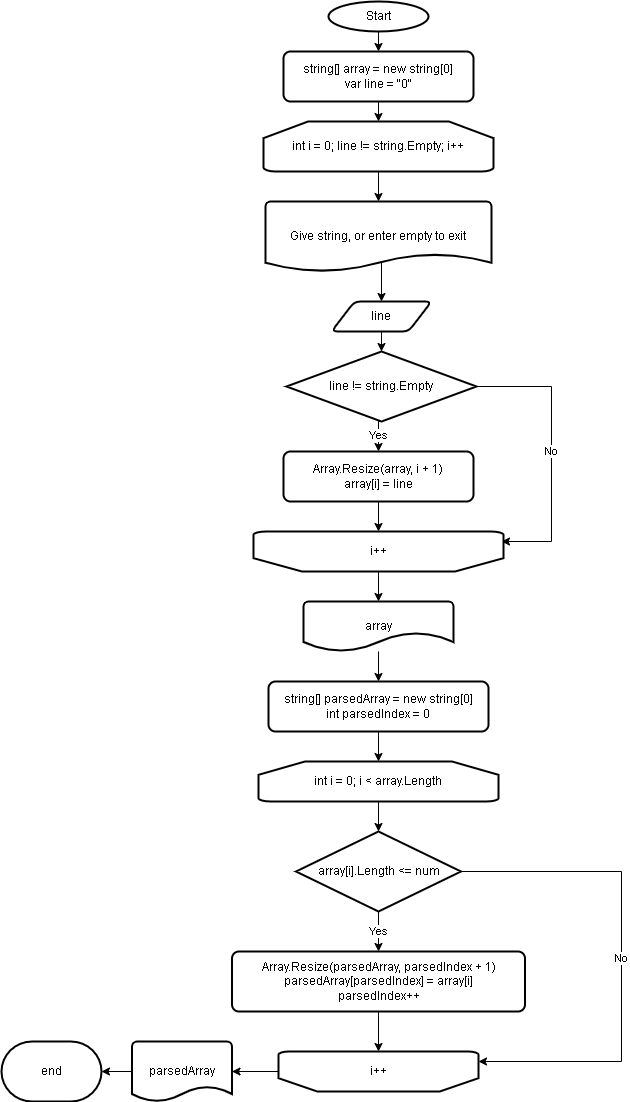 Start
string[] array = new string[0]
var line = "0"
int i = 0; line != string.Empty; i++
Give string, or enter empty to exit
line
line != string.Empty
Yes
No
Array.Resize(array, i + 1)
array[i] = line
i++
array
string[] parsedArray = new string[0]
int parsedIndex = 0
int i = 0; i < array.Length
array[i].Length <= num
Yes
No
Array.Resize(parsedArray, parsedIndex + 1)
parsedArray[parsedIndex] = array[i]
parsedIndex++
i++
parsedArray
end